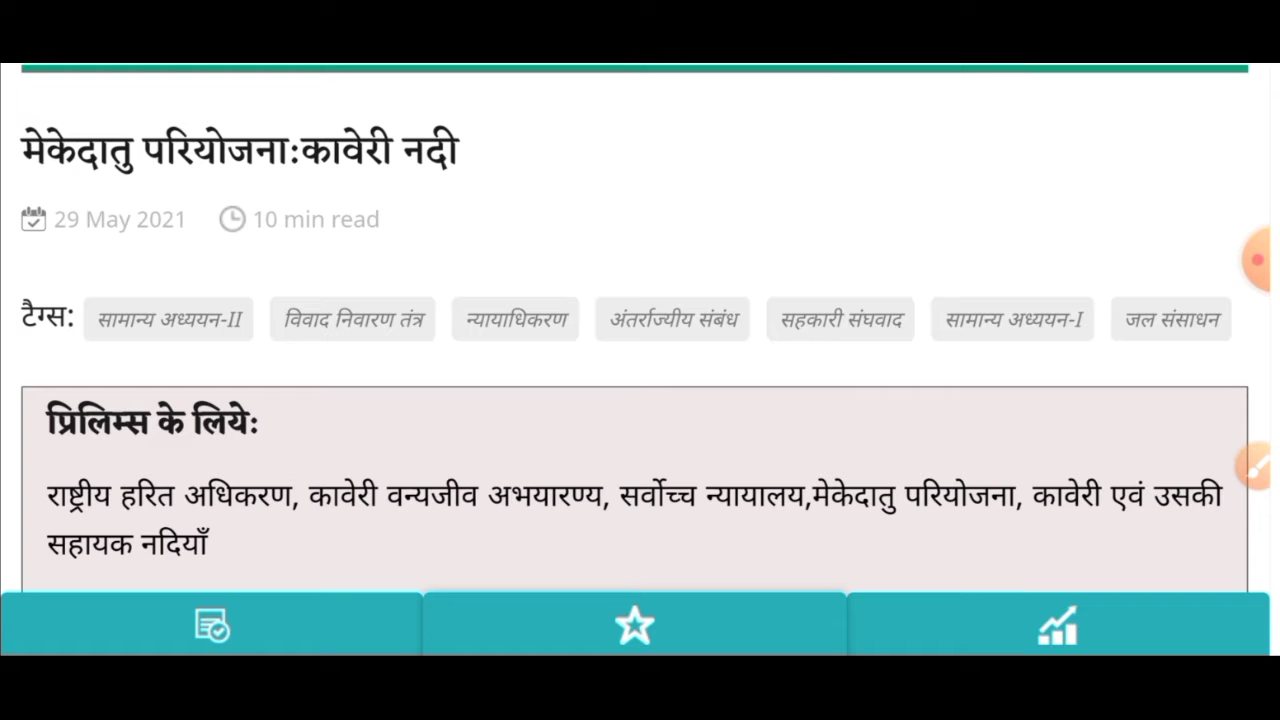 मेकेदातु परियोजना:कावेरी नदी
29 May 2021 10 min read
टैग्स: सामान्य अध्ययन-II विवाद निवारण तंत्र न्यायाधिकरण अंतर्राज्यीय संबंध सहकारी संघवाद सामान्य अध्ययन-I जल संसाधन
प्रिलिम्स के लिये:
राष्ट्रीय हरित अधिकरण, कावेरी वन्यजीव अभयारण्य, सर्वोच्च न्यायालय,मेकेदातु परियोजना, कावेरी एवं उसकी
सहायक नदियाँ